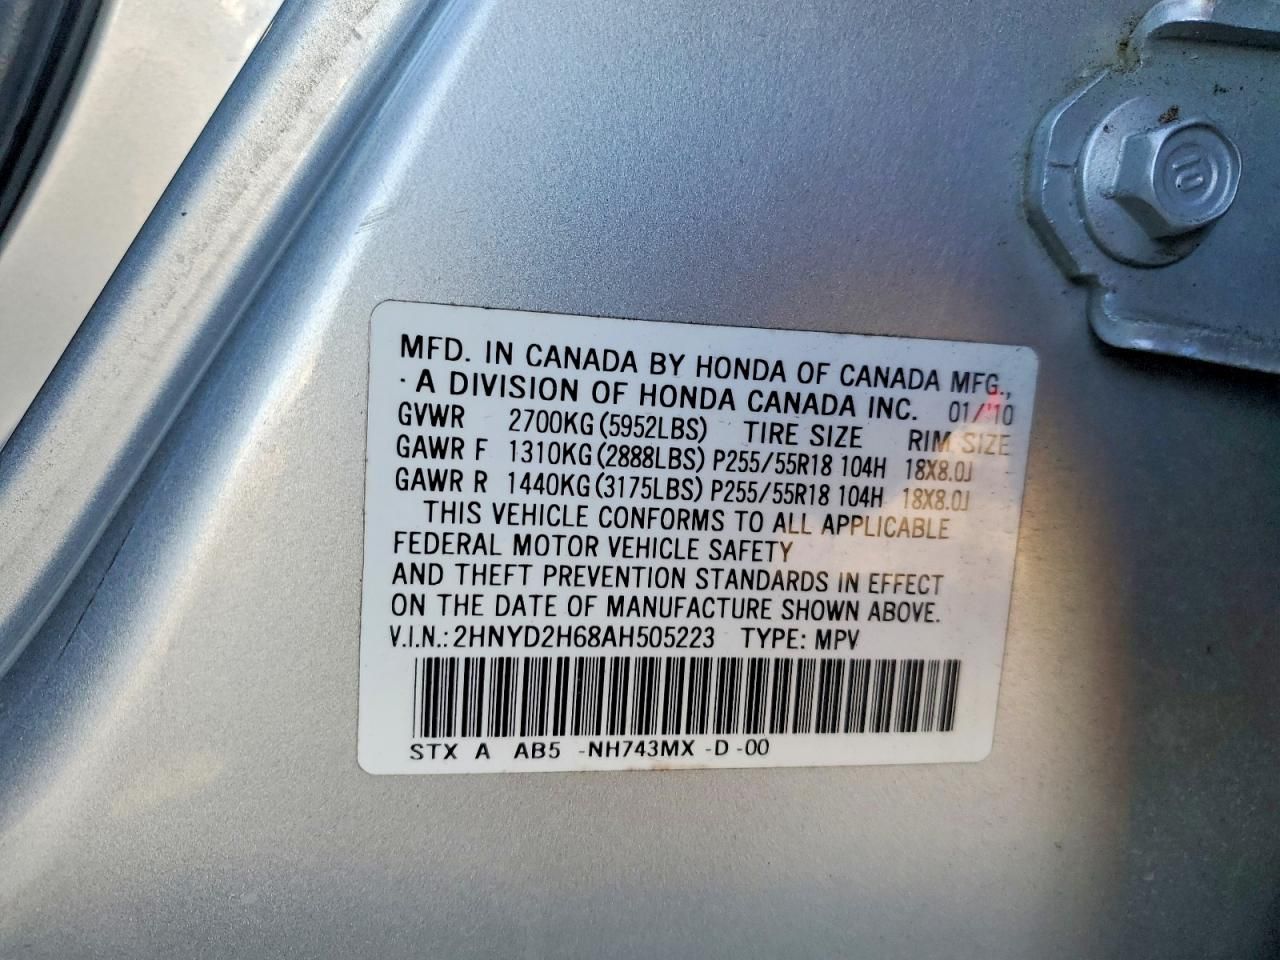 MFD. IN CANADA BY HONDA OF CANADA MFG.,
A DIVISION OF HONDA CANADA INC. 01/'10
GVWR 2700KG(5952LBS) TIRE SIZE RIM SIZE
GAWR F 1310KG(2888LBS) P255/55R18 104H 18X8.0J
GAWR R 1440KG(3175LBS) P255/55R18 104H 18X8.0J
THIS VEHICLE CONFORMS TO ALL APPLICABLE
FEDERAL MOTOR VEHICLE SAFETY
AND THEFT PREVENTION STANDARDS IN EFFECT
ON THE DATE OF MANUFACTURE SHOWN ABOVE.
V.I.N.: 2HNYD2H68AH505223 TYPE: MPV
STX A AB5 -NH743MX -D -00